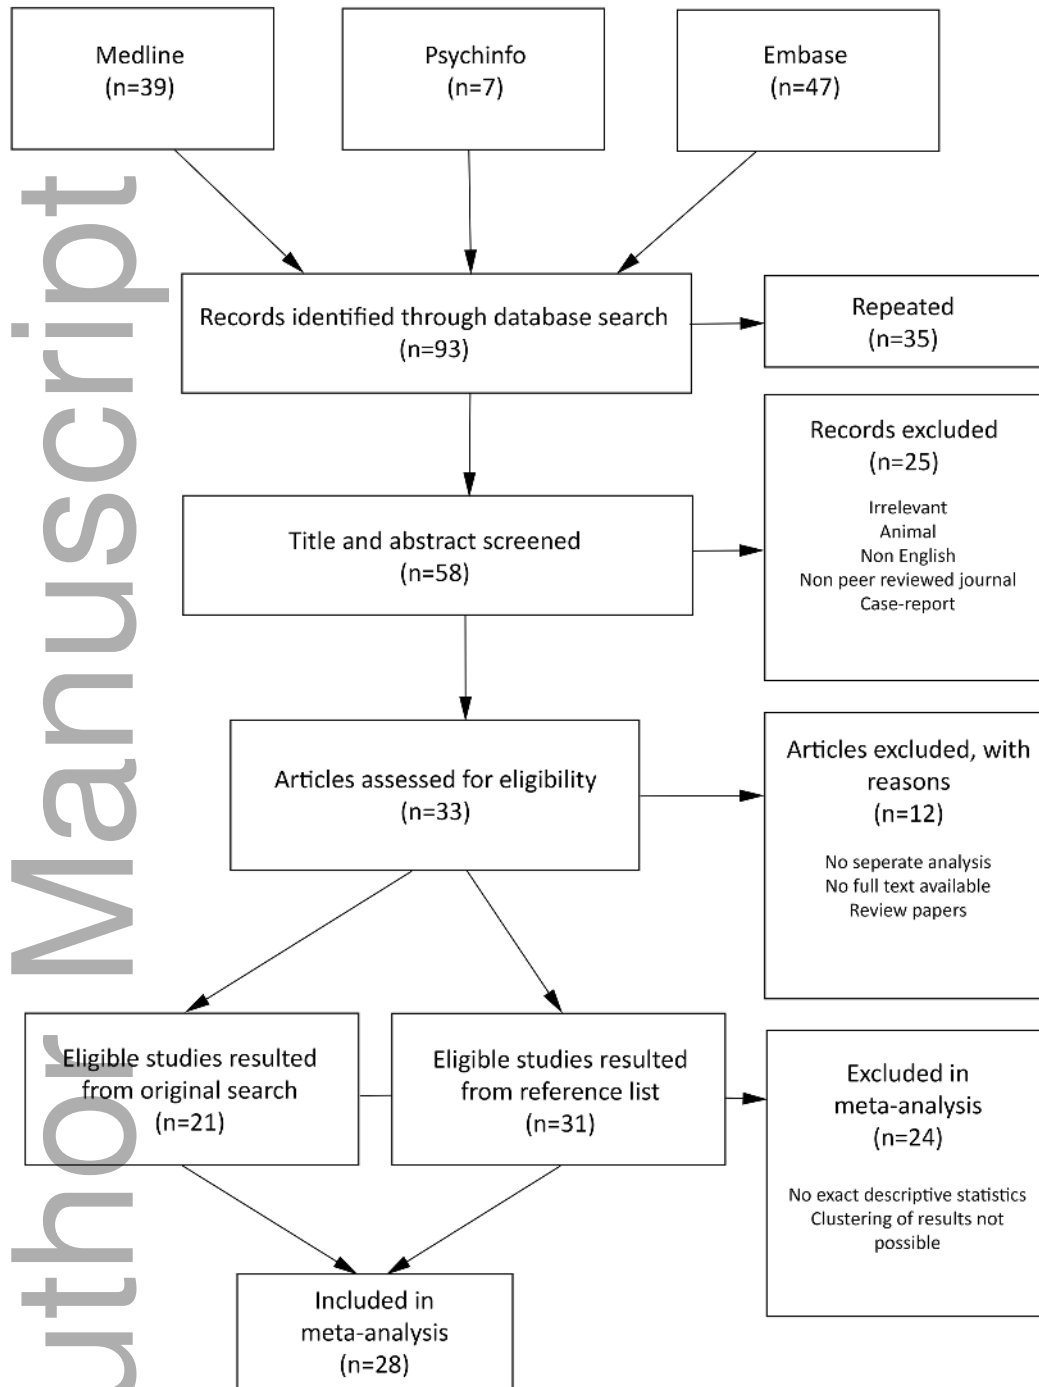 Medline
(n=39)
Psychinfo
(n=7)
Embase
(n=47)
Records identified through database search
(n=93)
Repeated
(n=35)
Records excluded
(n=25)
Irrelevant
Animal
Non English
Non peer reviewed journal
Case-report
Title and abstract screened
(n=58)
Articles assessed for eligibility
(n=33)
Articles excluded, with
reasons
(n=12)
No seperate analysis
No full text available
Review papers
Eligible studies resulted
from original search
(n=21)
Eligible studies resulted
from reference list
(n=31)
Excluded in
meta-analysis
(n=24)
No exact descriptive statistics
Clustering of results not
possible
Included in
meta-analysis
(n=28)
uthor Manuscript